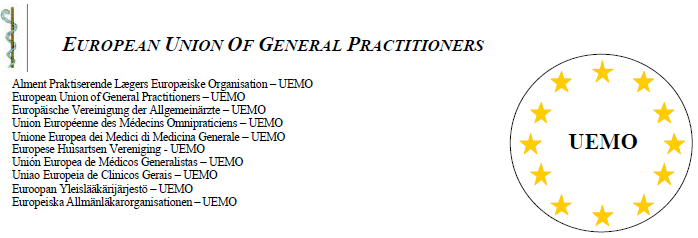 EUROPEAN UNION OF GENERAL PRACTITIONERS
Alment Praktiserende Lægers Europæiske Organisation – UEMO
European Union of General Practitioners – UEMO
Europäische Vereinigung der Allgemeinärzte – UEMO
Union Européenne des Médecins Omnipraticiens – UEMO
Unione Europea dei Medici di Medicina Generale – UEMO
Europese Huisartsen Vereniging - UEMO
Unión Europea de Médicos Generalistas – UEMO
Uniao Europeia de Clinicos Gerais – UEMO
Euroopan Yleislääkärijärjestö – UEMO
Europeiska Allmänläkarorganisationen – UEMO
UEMO